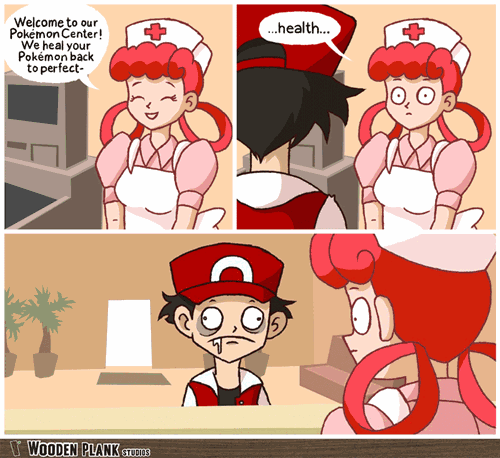 Welcome to our
Pokémon Center!
We heal your
Pokémon back
to perfect-
...health...
WOODEN PLANK STUDIOS